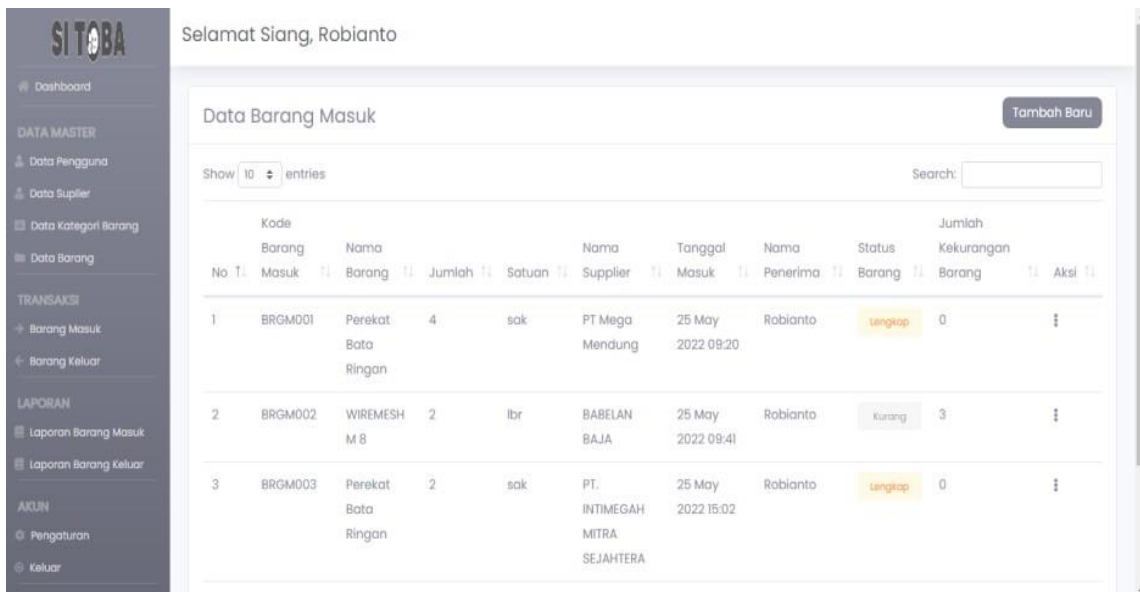 SI TOBA
Selamat Siang, Robianto
Dashboard
DATA MASTER
Data Pengguna
Data Suplier
Data Kategori Barang
Data Barang
TRANSAKSI
Barang Masuk
Barang Keluar
LAPORAN
Laporan Barang Masuk
Laporan Barang Keluar
AKUN
Pengaturan
Keluar
Data Barang Masuk
Tambah Baru
Show 10 entries
Search:
Kode Jumlah
Barang Nama Nama Tanggal Nama Status Kekurangan
No Masuk Barang Jumlah Satuan Supplier Masuk Penerima Barang Barang Aksi
1 BRGM001 Perekat 4 sak PT Mega 25 May Robianto Lengkap 0
Bata Mendung 2022 09:20
Ringan
2 BRGM002 WIREMESH 2 lbr BABELAN 25 May Robianto Kurang 3
M 8 BAJA 2022 09:41
3 BRGM003 Perekat 2 sak PT. 25 May Robianto Lengkap 0
Bata INTIMEGAH 2022 15:02
Ringan MITRA
SEJAHTERA